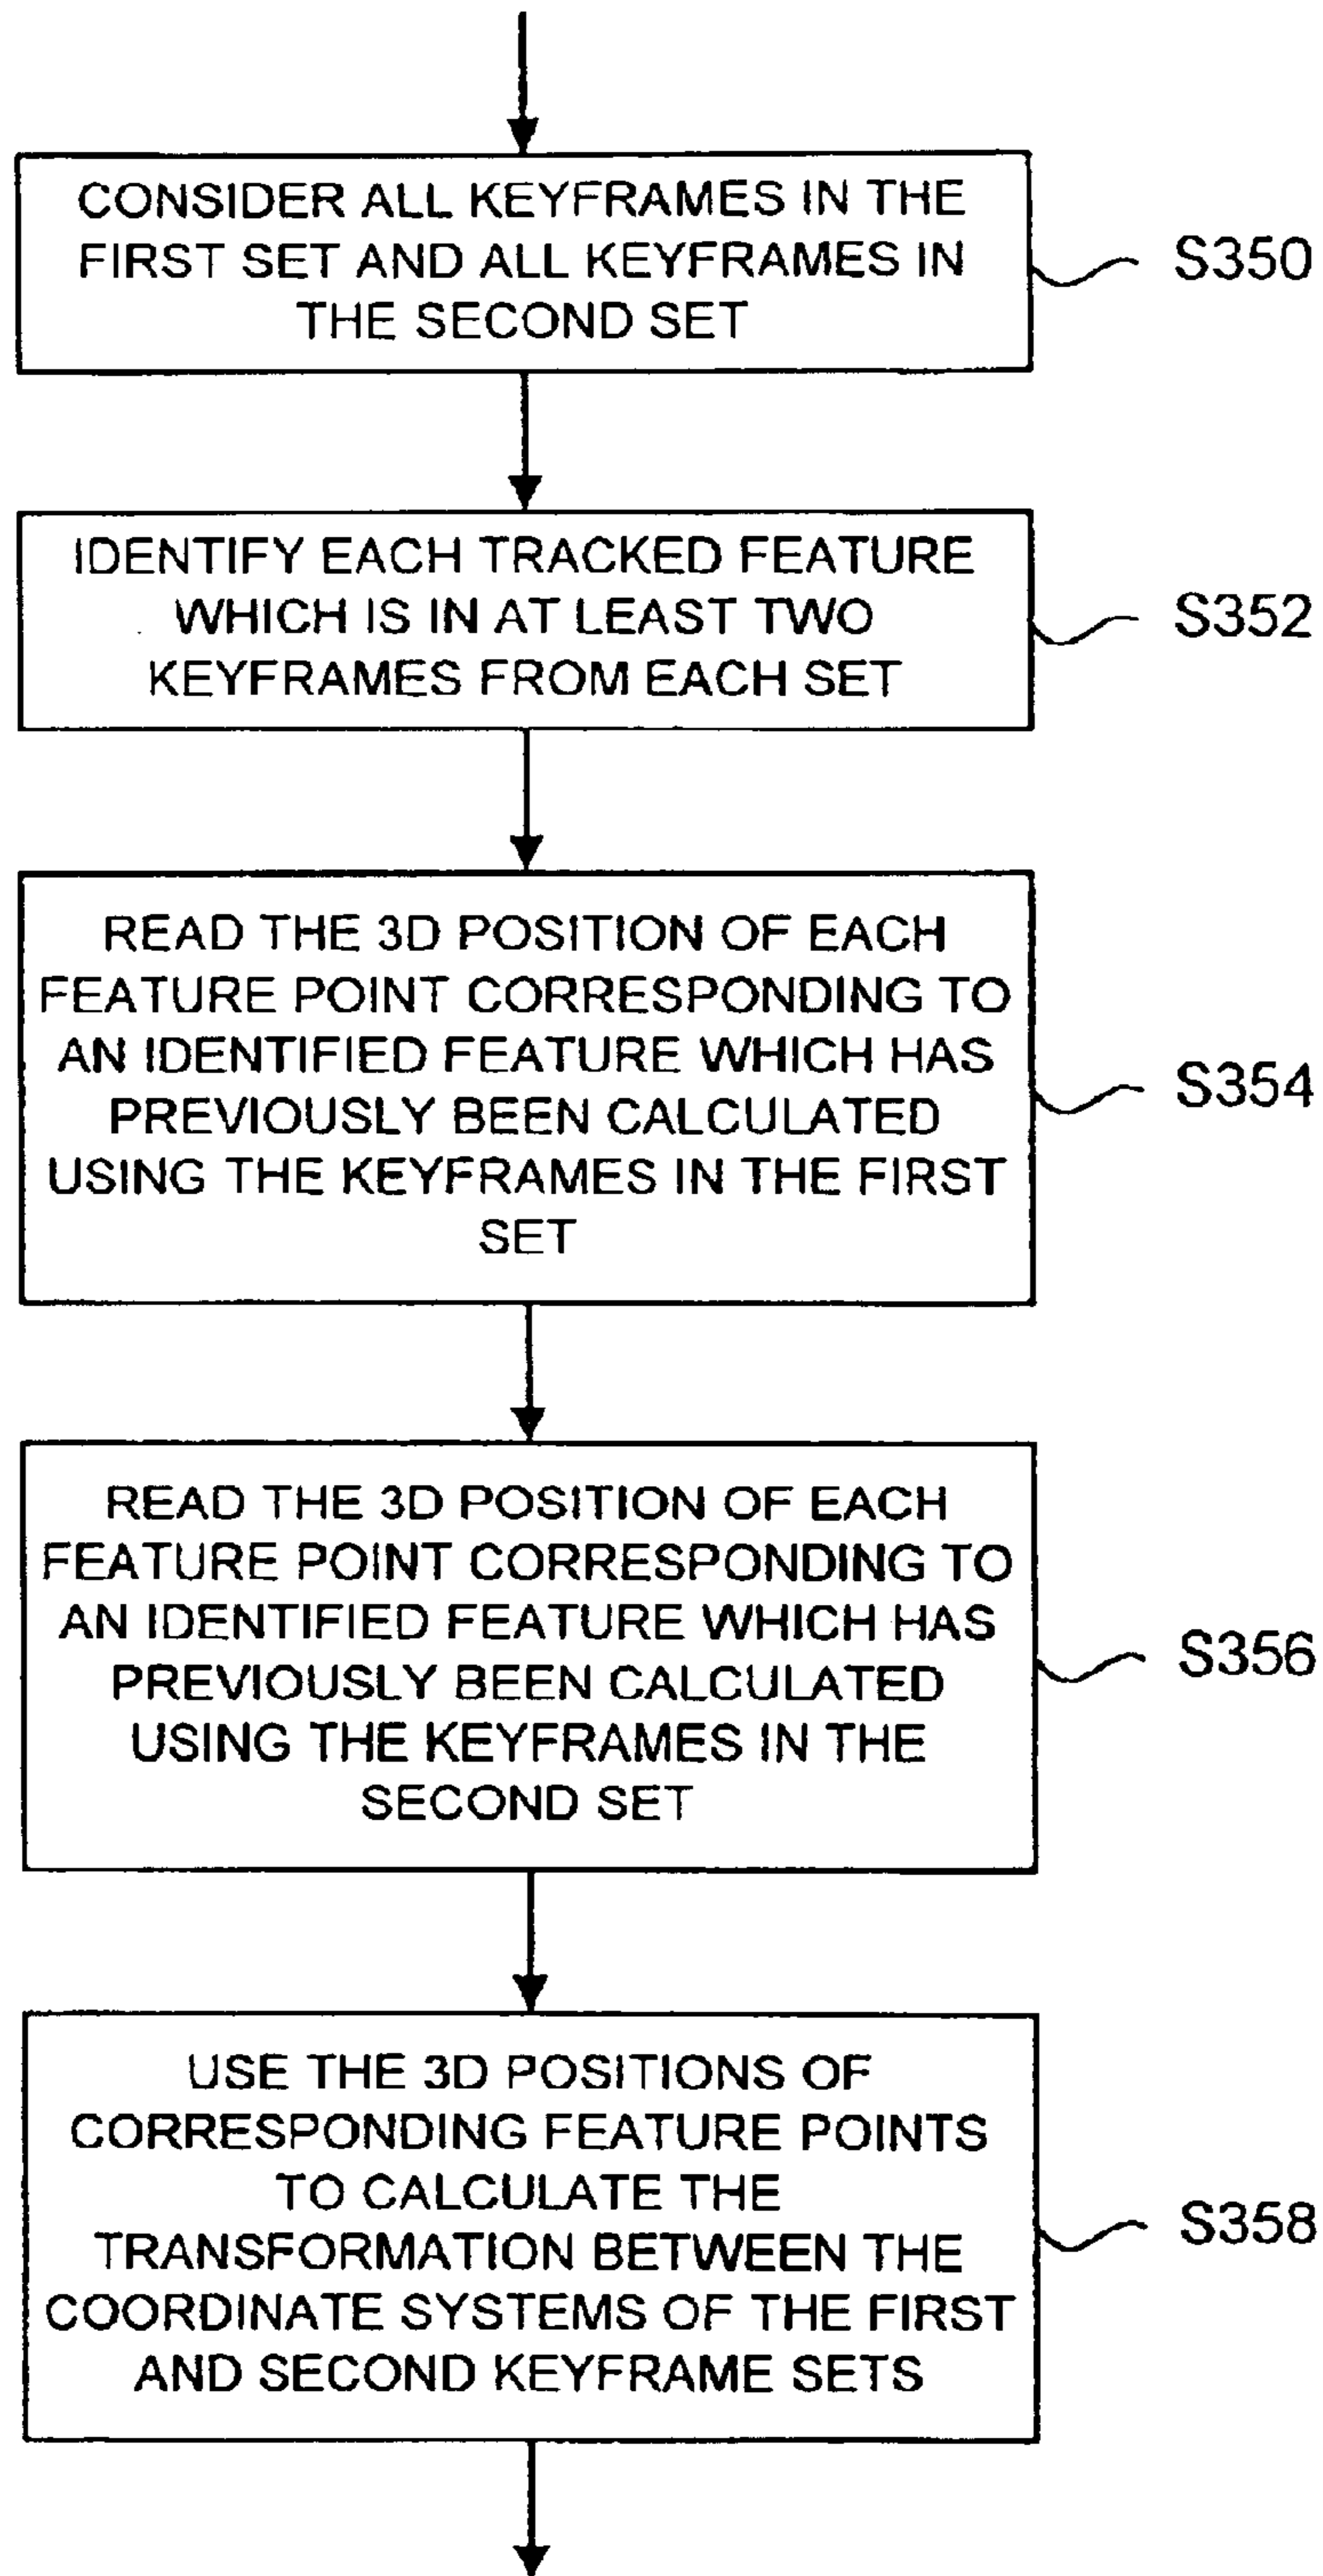 CONSIDER ALL KEYFRAMES IN THE
FIRST SET AND ALL KEYFRAMES IN
THE SECOND SET
S350
IDENTIFY EACH TRACKED FEATURE
WHICH IS IN AT LEAST TWO
KEYFRAMES FROM EACH SET
S352
READ THE 3D POSITION OF EACH
FEATURE POINT CORRESPONDING TO
AN IDENTIFIED FEATURE WHICH HAS
PREVIOUSLY BEEN CALCULATED
USING THE KEYFRAMES IN THE FIRST
SET
S354
READ THE 3D POSITION OF EACH
FEATURE POINT CORRESPONDING TO
AN IDENTIFIED FEATURE WHICH HAS
PREVIOUSLY BEEN CALCULATED
USING THE KEYFRAMES IN THE
SECOND SET
S356
USE THE 3D POSITIONS OF
CORRESPONDING FEATURE POINTS
TO CALCULATE THE
TRANSFORMATION BETWEEN THE
COORDINATE SYSTEMS OF THE FIRST
AND SECOND KEYFRAME SETS
S358